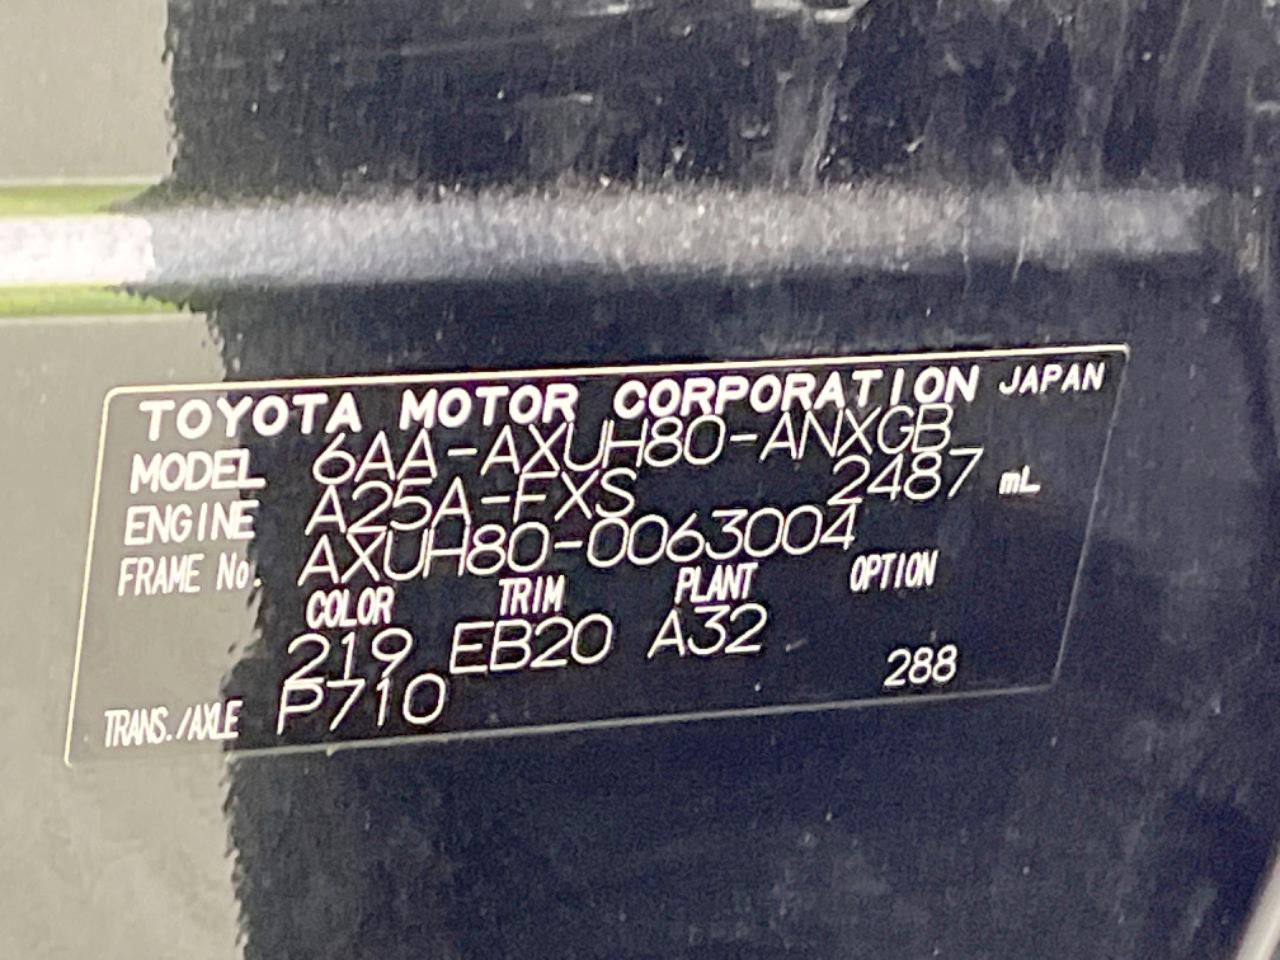 TOYOTA MOTOR CORPORATION JAPAN
MODEL 6AA-AXUH80-ANXGB
ENGINE A25A-FXS 2487 mL
FRAME No. AXUH80-0063004
COLOR TRIM PLANT OPTION
219 EB20 A32
TRANS./AXLE P710 288